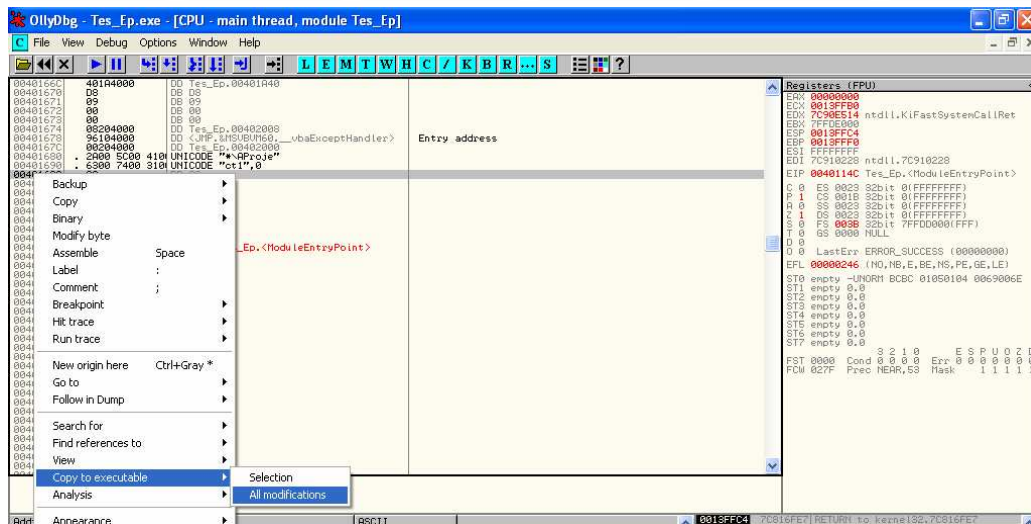 OllyDbg - Tes_Ep.exe - [CPU - main thread, module Tes_Ep]
C File View Debug Options Window Help
L E M T W H C / K B R ... S ?
0040166C 401A4000 DD Tes_Ep.00401A40
00401670 D8 DB D8
00401671 09 DB 09
00401672 00 DB 00
00401673 00 DB 00
00401674 08204000 DD Tes_Ep.00402008
00401678 96104000 DD <JMP.&MSVBVM60.__vbaExceptHandler> Entry address
0040167C 00204000 DD Tes_Ep.00402000
00401680 . 2A00 5C00 410 UNICODE "*\AProje"
00401690 . 6300 7400 310 UNICODE "ct1",0
_Ep.<ModuleEntryPoint>
Backup
Copy
Binary
Modify byte
Assemble Space
Label :
Comment ;
Breakpoint
Hit trace
Run trace
New origin here Ctrl+Gray *
Go to
Follow in Dump
Search for
Find references to
View
Copy to executable
Analysis
Appearance
Selection
All modifications
Registers (FPU) <
EAX 00000000
ECX 0013FFB0
EDX 7C90E514 ntdll.KiFastSystemCallRet
EBX 7FFDE000
ESP 0013FFC4
EBP 0013FFF0
ESI FFFFFFFF
EDI 7C910228 ntdll.7C910228
EIP 0040114C Tes_Ep.<ModuleEntryPoint>
C 0 ES 0023 32bit 0(FFFFFFFF)
P 1 CS 001B 32bit 0(FFFFFFFF)
A 0 SS 0023 32bit 0(FFFFFFFF)
Z 1 DS 0023 32bit 0(FFFFFFFF)
S 0 FS 003B 32bit 7FFDD000(FFF)
T 0 GS 0000 NULL
D 0
O 0 LastErr ERROR_SUCCESS (00000000)
EFL 00000246 (NO,NB,E,BE,NS,PE,GE,LE)
ST0 empty -UNORM BCBC 01050104 0069006E
ST1 empty 0.0
ST2 empty 0.0
ST3 empty 0.0
ST4 empty 0.0
ST5 empty 0.0
ST6 empty 0.0
ST7 empty 0.0
3 2 1 0 E S P U O Z D
FST 0000 Cond 0 0 0 0 Err 0 0 0 0 0 0
FCW 027F Prec NEAR,53 Mask 1 1 1 1 1
ASCII
0013FFC4 7C816FE7 RETURN to kernel32.7C816FE7